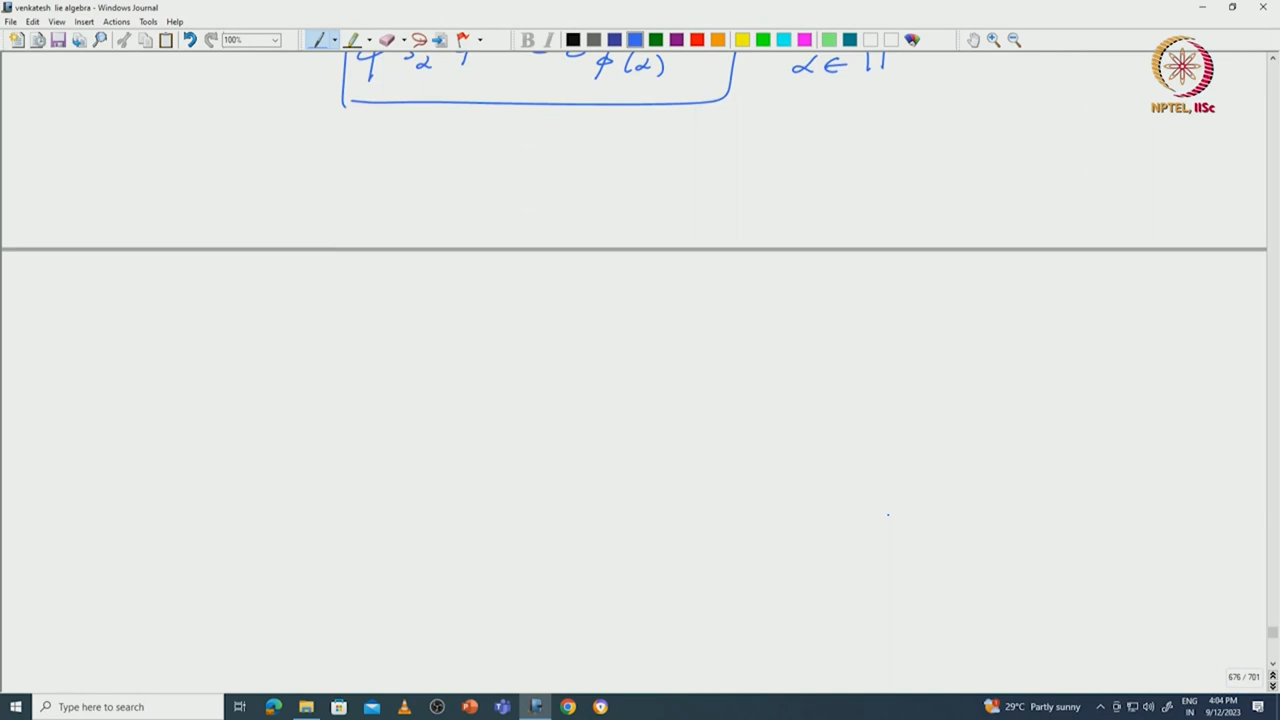 venkatesh lie algebra - Windows Journal
File Edit View Insert Actions Tools Help
100%
B I
φ(α) α ∈ Π
NPTEL, IISc
676 / 701
Type here to search
29°C Partly sunny
ENG
IN
4:04 PM
9/12/2023